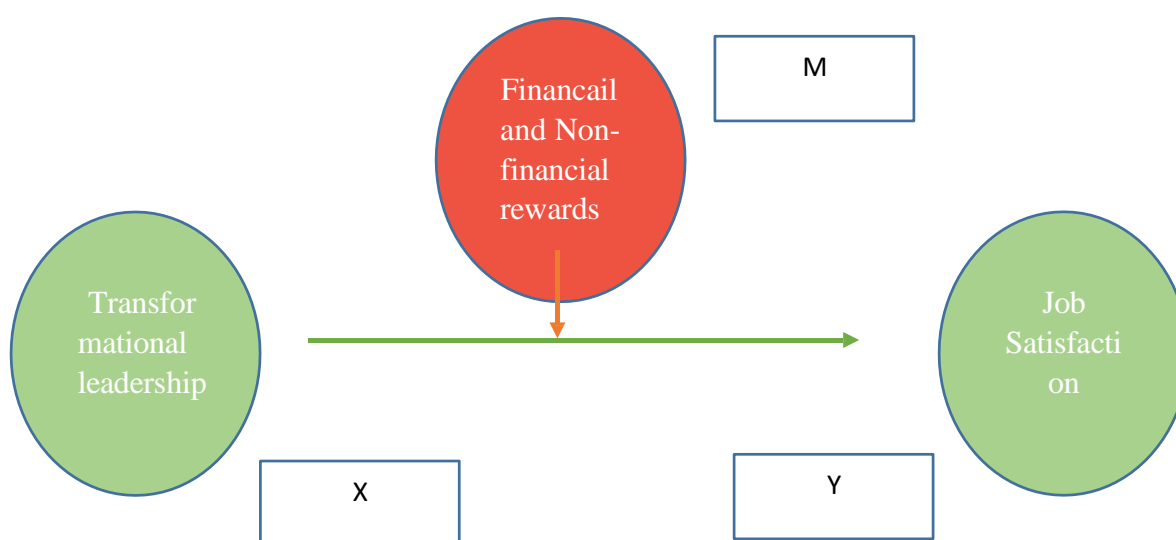 M
Financail
and Non-
financial
rewards
Transfor
mational
leadership
Job
Satisfacti
on
X
Y